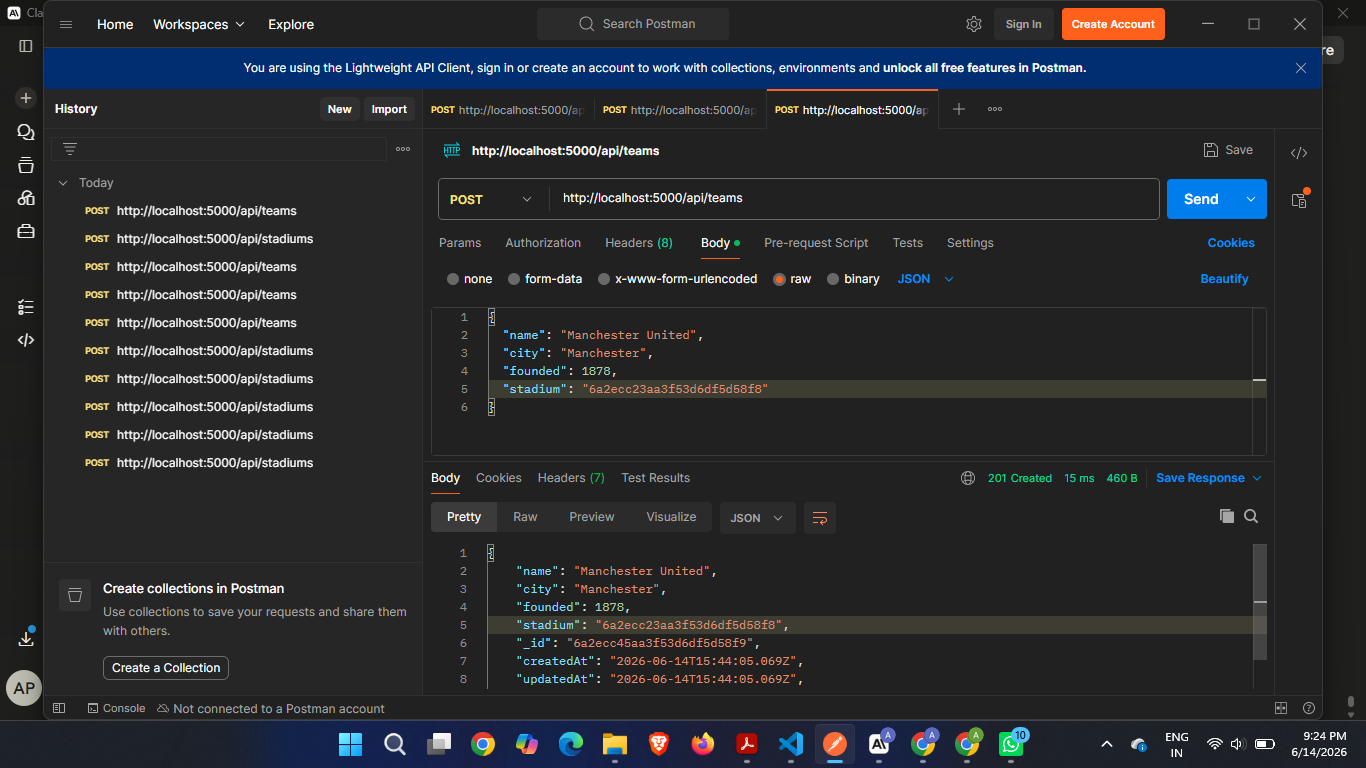 Cla
Home
Workspaces
Explore
Search Postman
Sign In
Create Account
re
You are using the Lightweight API Client, sign in or create an account to work with collections, environments and unlock all free features in Postman.
History
New
Import
POST http://localhost:5000/ap
POST http://localhost:5000/ap
POST http://localhost:5000/ap
HTTP
http://localhost:5000/api/teams
Save
Today
POST http://localhost:5000/api/teams
POST http://localhost:5000/api/stadiums
POST http://localhost:5000/api/teams
POST http://localhost:5000/api/teams
POST http://localhost:5000/api/teams
POST http://localhost:5000/api/stadiums
POST http://localhost:5000/api/stadiums
POST http://localhost:5000/api/stadiums
POST http://localhost:5000/api/stadiums
POST http://localhost:5000/api/stadiums
POST
http://localhost:5000/api/teams
Send
Params
Authorization
Headers (8)
Body
Pre-request Script
Tests
Settings
Cookies
none
form-data
x-www-form-urlencoded
raw
binary
JSON
Beautify
1 {
2 "name": "Manchester United",
3 "city": "Manchester",
4 "founded": 1878,
5 "stadium": "6a2ecc23aa3f53d6df5d58f8"
6 }
Body
Cookies
Headers (7)
Test Results
201 Created
15 ms
460 B
Save Response
Pretty
Raw
Preview
Visualize
JSON
1 {
2 "name": "Manchester United",
3 "city": "Manchester",
4 "founded": 1878,
5 "stadium": "6a2ecc23aa3f53d6df5d58f8",
6 "_id": "6a2ecc45aa3f53d6df5d58f9",
7 "createdAt": "2026-06-14T15:44:05.069Z",
8 "updatedAt": "2026-06-14T15:44:05.069Z",
Create collections in Postman
Use collections to save your requests and share them
with others.
Create a Collection
AP
Console
Not connected to a Postman account
A
A
A
10
ENG
IN
9:24 PM
6/14/2026